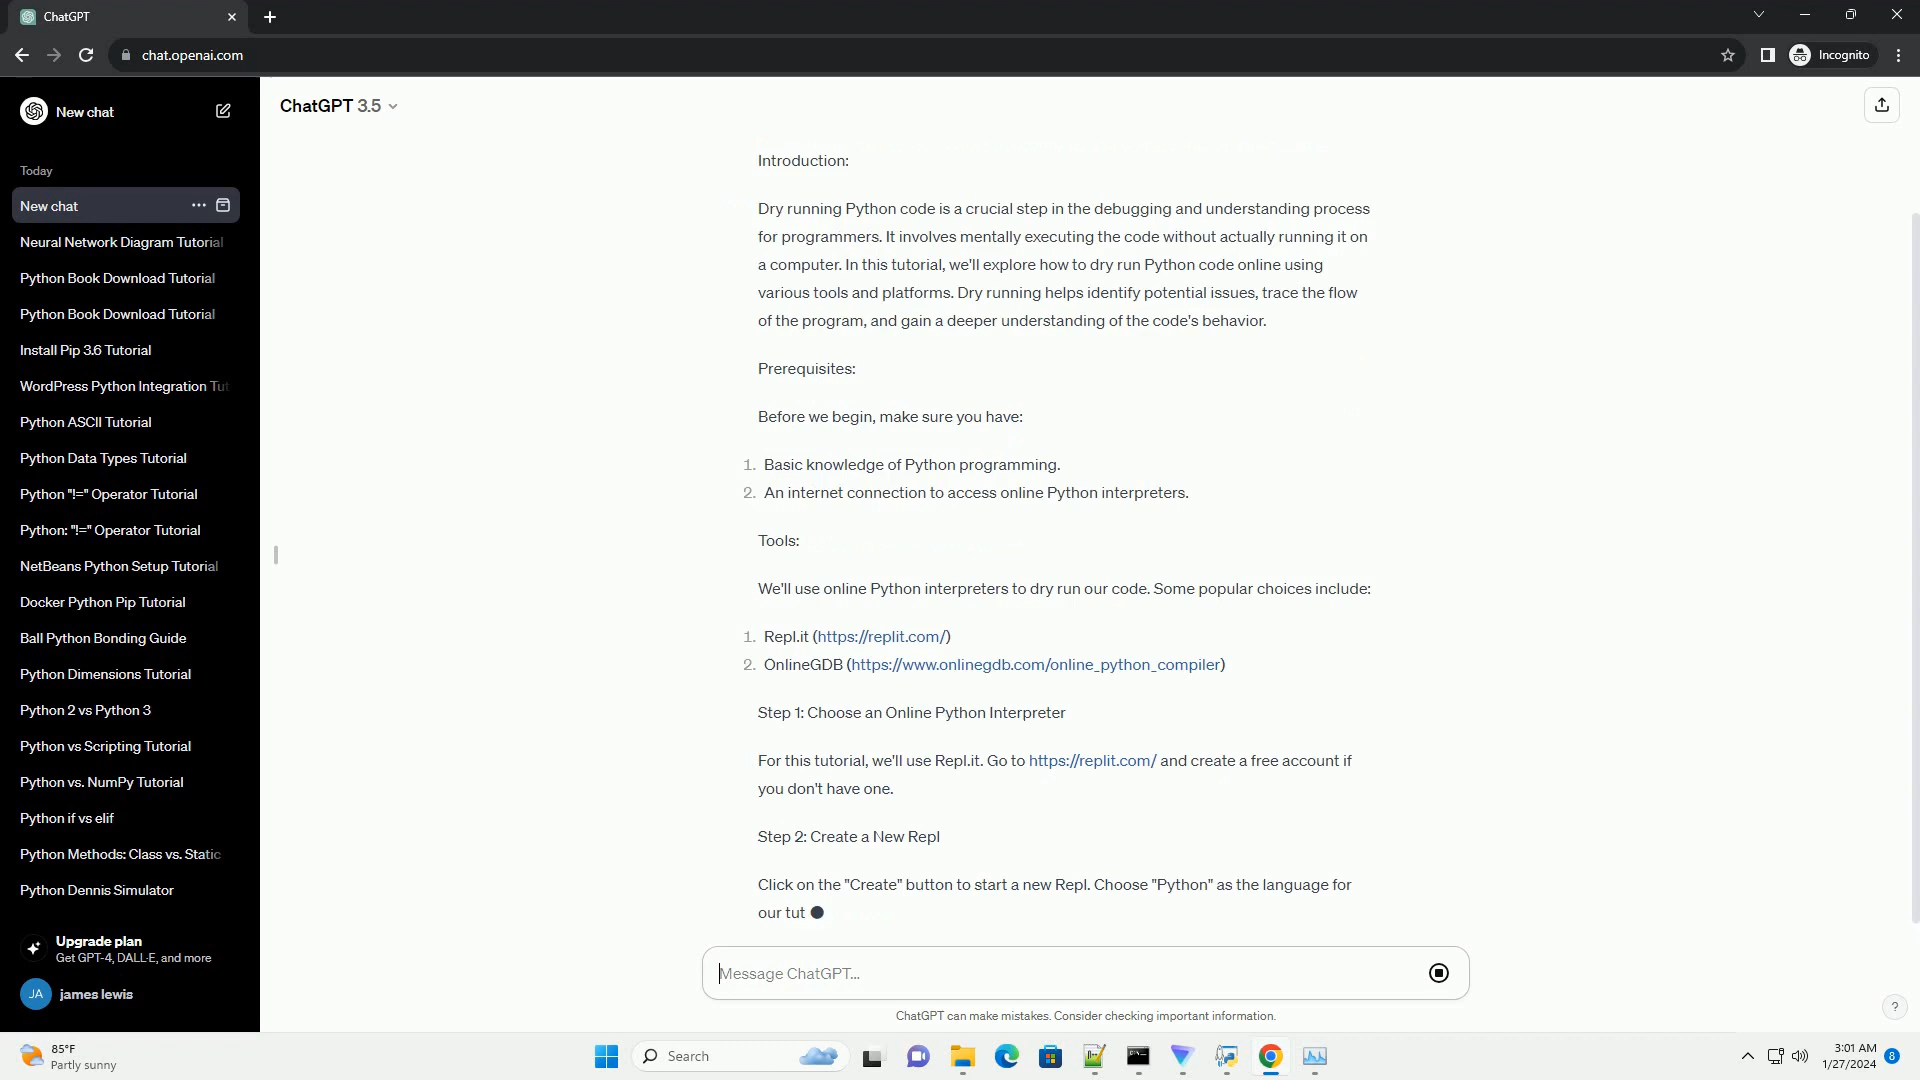 ChatGPT
chat.openai.com
Incognito
New chat
ChatGPT 3.5
Today
New chat
Neural Network Diagram Tutorial
Python Book Download Tutorial
Python Book Download Tutorial
Install Pip 3.6 Tutorial
WordPress Python Integration Tut
Python ASCII Tutorial
Python Data Types Tutorial
Python "!=" Operator Tutorial
Python: "!=" Operator Tutorial
NetBeans Python Setup Tutorial
Docker Python Pip Tutorial
Ball Python Bonding Guide
Python Dimensions Tutorial
Python 2 vs Python 3
Python vs Scripting Tutorial
Python vs. NumPy Tutorial
Python if vs elif
Python Methods: Class vs. Static
Python Dennis Simulator
Upgrade plan
Get GPT-4, DALL·E, and more
JA
james lewis
Introduction:
Dry running Python code is a crucial step in the debugging and understanding process
for programmers. It involves mentally executing the code without actually running it on
a computer. In this tutorial, we'll explore how to dry run Python code online using
various tools and platforms. Dry running helps identify potential issues, trace the flow
of the program, and gain a deeper understanding of the code's behavior.
Prerequisites:
Before we begin, make sure you have:
1. Basic knowledge of Python programming.
2. An internet connection to access online Python interpreters.
Tools:
We'll use online Python interpreters to dry run our code. Some popular choices include:
1. Repl.it (https://replit.com/)
2. OnlineGDB (https://www.onlinegdb.com/online_python_compiler)
Step 1: Choose an Online Python Interpreter
For this tutorial, we'll use Repl.it. Go to https://replit.com/ and create a free account if
you don't have one.
Step 2: Create a New Repl
Click on the "Create" button to start a new Repl. Choose "Python" as the language for
our tut
Message ChatGPT...
ChatGPT can make mistakes. Consider checking important information.
?
85°F
Partly sunny
Search
3:01 AM
1/27/2024
8